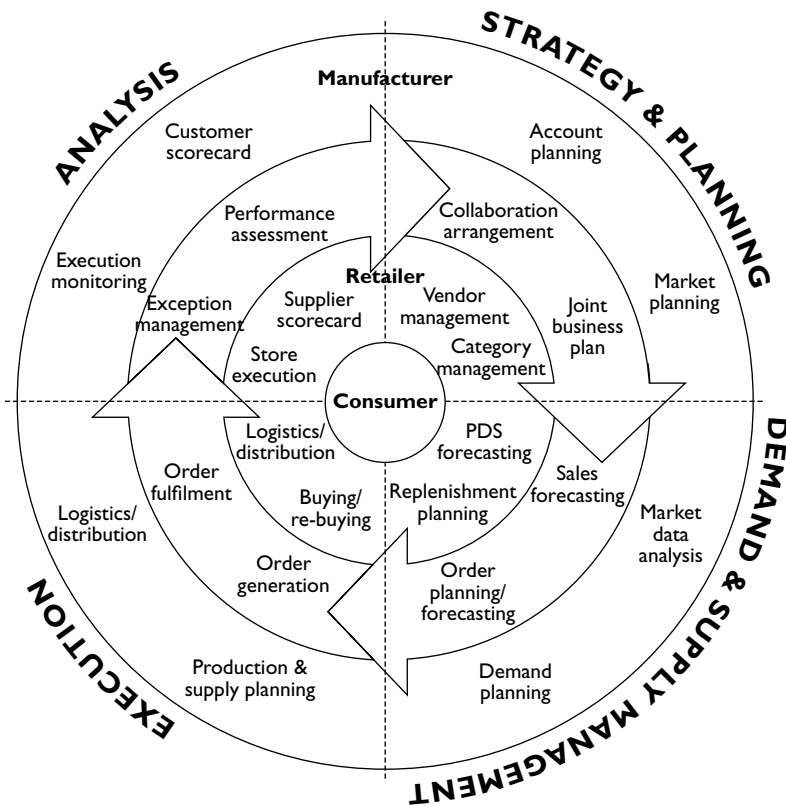 STRATEGY & PLANNING
ANALYSIS
Manufacturer
Customer
scorecard
Account
planning
Performance
assessment
Collaboration
arrangement
Execution
monitoring
Market
planning
Retailer
Exception
management
Supplier
scorecard
Vendor
management
Joint
business
plan
Store
execution
Category
management
Consumer
Logistics/
distribution
PDS
forecasting
Order
fulfilment
Sales
forecasting
Buying/
re-buying
Replenishment
planning
Logistics/
distribution
Market
data
analysis
Order
generation
Order
planning/
forecasting
Production &
supply planning
Demand
planning
EXECUTION
DEMAND & SUPPLY MANAGEMENT